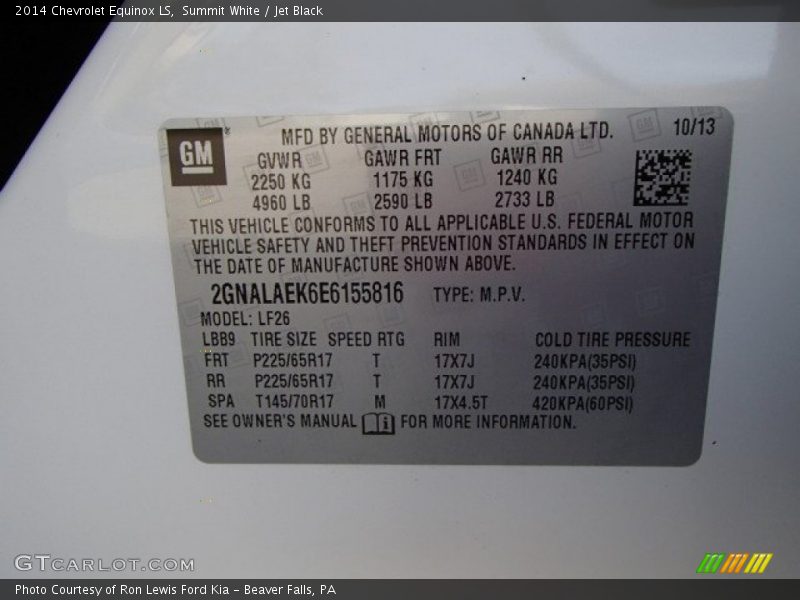 2014 Chevrolet Equinox LS, Summit White / Jet Black
GM
MFD BY GENERAL MOTORS OF CANADA LTD. 10/13
GVWR GAWR FRT GAWR RR
2250 KG 1175 KG 1240 KG
4960 LB 2590 LB 2733 LB
THIS VEHICLE CONFORMS TO ALL APPLICABLE U.S. FEDERAL MOTOR
VEHICLE SAFETY AND THEFT PREVENTION STANDARDS IN EFFECT ON
THE DATE OF MANUFACTURE SHOWN ABOVE.
2GNALAEK6E6155816 TYPE: M.P.V.
MODEL: LF26
LBB9 TIRE SIZE SPEED RTG RIM COLD TIRE PRESSURE
FRT P225/65R17 T 17X7J 240KPA(35PSI)
RR P225/65R17 T 17X7J 240KPA(35PSI)
SPA T145/70R17 M 17X4.5T 420KPA(60PSI)
SEE OWNER'S MANUAL i FOR MORE INFORMATION.
GTCARLOT.COM
Photo Courtesy of Ron Lewis Ford Kia – Beaver Falls, PA